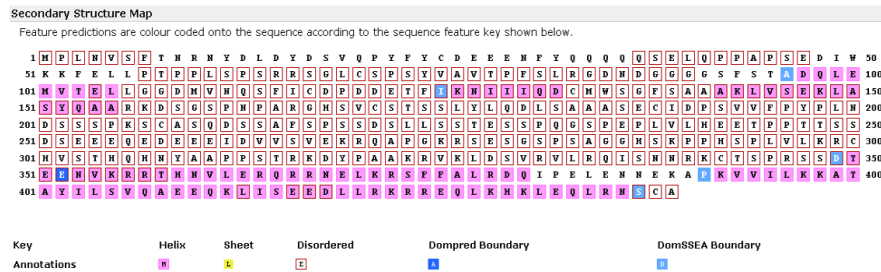 Secondary Structure Map
Feature predictions are colour coded onto the sequence according to the sequence feature key shown below.
1 M P L N V S F T N R N Y D L D Y D S V Q P Y F Y C D E E E N F Y Q Q Q Q Q S E L Q P P A P S E D I W 50
51 K K F E L L P T P P L S P S R R S G L C S P S Y V A V T P F S L R G D N D G G G G S F S T A D Q L E 100
101 M V T E L L G G D M V N Q S F I C D P D D E T F I K N I I I Q D C M W S G F S A A A K L V S E K L A 150
151 S Y Q A A R K D S G S P N P A R G H S V C S T S S L Y L Q D L S A A A S E C I D P S V V F P Y P L N 200
201 D S S S P K S C A S Q D S S A F S P S S D S L L S S T E S S P Q G S P E P L V L H E E T P P T T S S 250
251 D S E E E Q E D E E E I D V V S V E K R Q A P G K R S E S G S P S A G G H S K P P H S P L V L K R C 300
301 H V S T H Q H N Y A A P P S T R K D Y P A A K R V K L D S V R V L R Q I S N N R K C T S P R S S D T 350
351 E E N V K R R T H N V L E R Q R R N E L K R S F F A L R D Q I P E L E N N E K A P K V V I L K K A T 400
401 A Y I L S V Q A E E Q K L I S E E D L L R K R R E Q L K H K L E Q L R N S C A
Key Helix Sheet Disordered Dompred Boundary DomSSEA Boundary
Annotations H L E A D